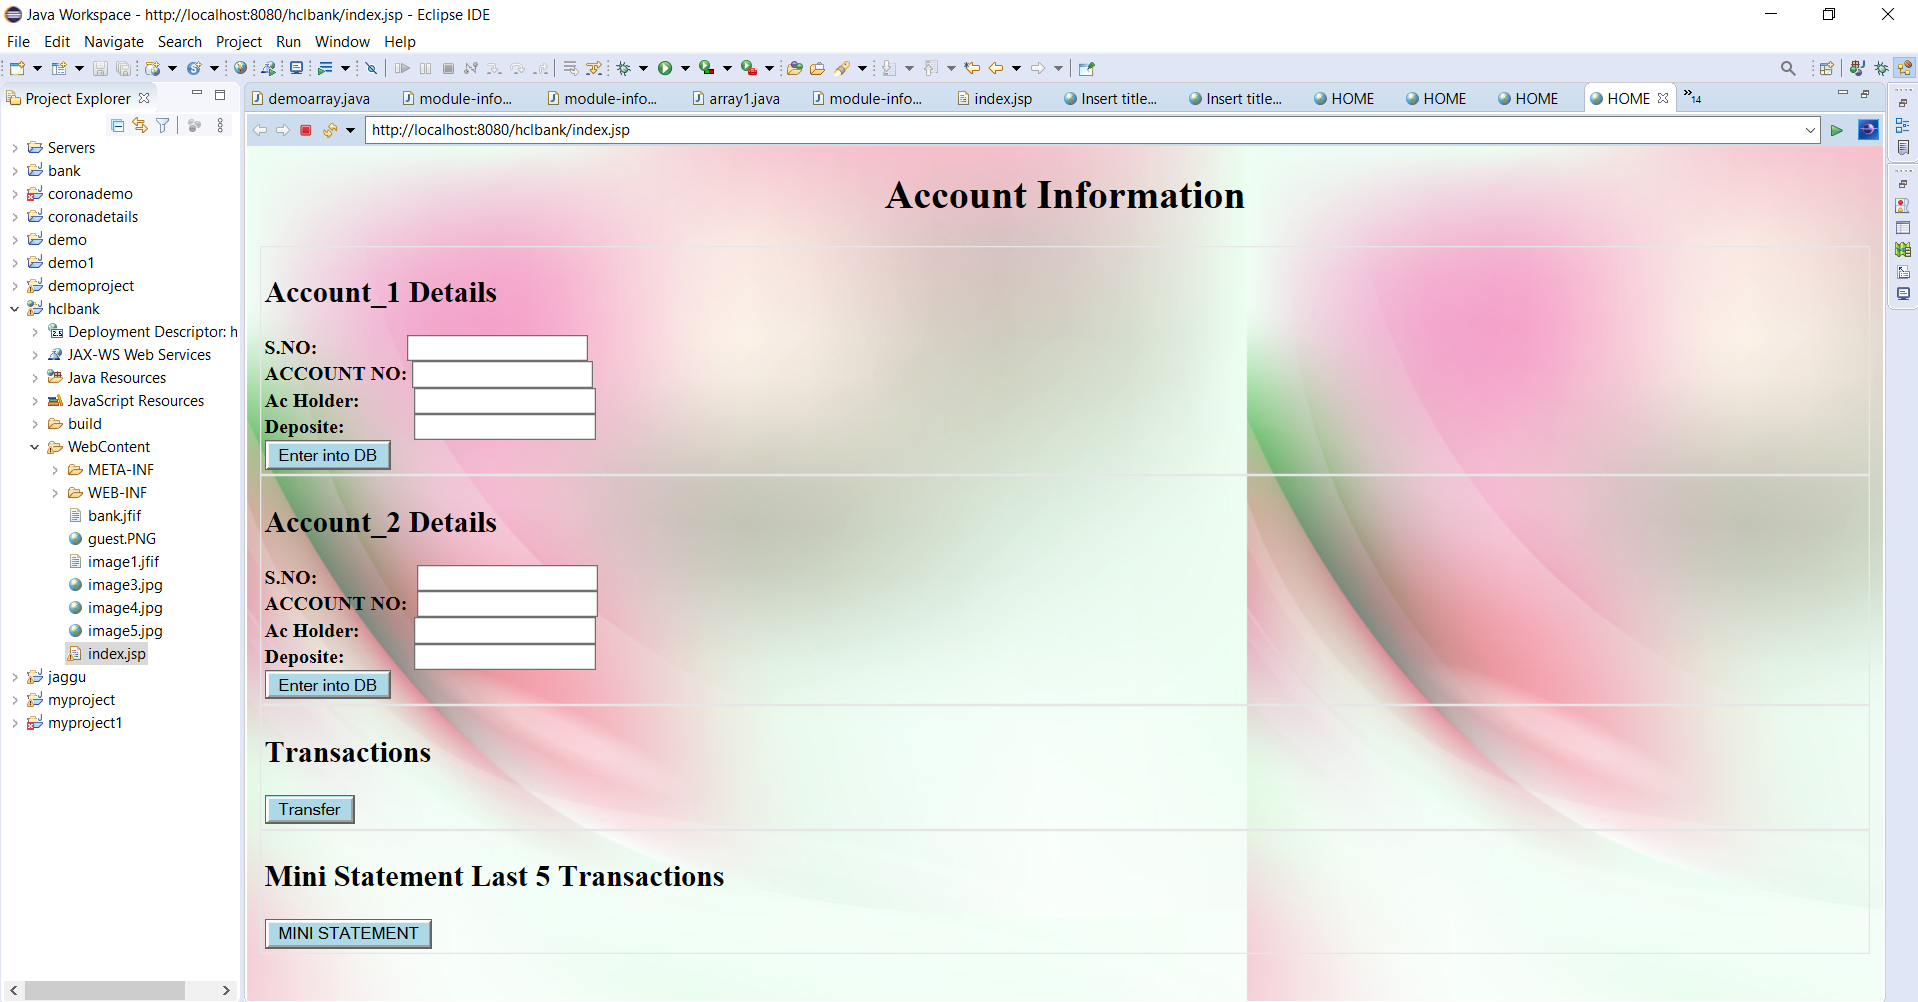 Java Workspace - http://localhost:8080/hclbank/index.jsp - Eclipse IDE
File Edit Navigate Search Project Run Window Help
Project Explorer
demoarray.java module-info... module-info... array1.java module-info... index.jsp Insert title... Insert title... HOME HOME HOME HOME »14
http://localhost:8080/hclbank/index.jsp
Servers
bank
coronademo
coronadetails
demo
demo1
demoproject
hclbank
Deployment Descriptor: h
JAX-WS Web Services
Java Resources
JavaScript Resources
build
WebContent
META-INF
WEB-INF
bank.jfif
guest.PNG
image1.jfif
image3.jpg
image4.jpg
image5.jpg
index.jsp
jaggu
myproject
myproject1
Account Information
Account_1 Details
S.NO:
ACCOUNT NO:
Ac Holder:
Deposite:
Enter into DB
Account_2 Details
S.NO:
ACCOUNT NO:
Ac Holder:
Deposite:
Enter into DB
Transactions
Transfer
Mini Statement Last 5 Transactions
MINI STATEMENT